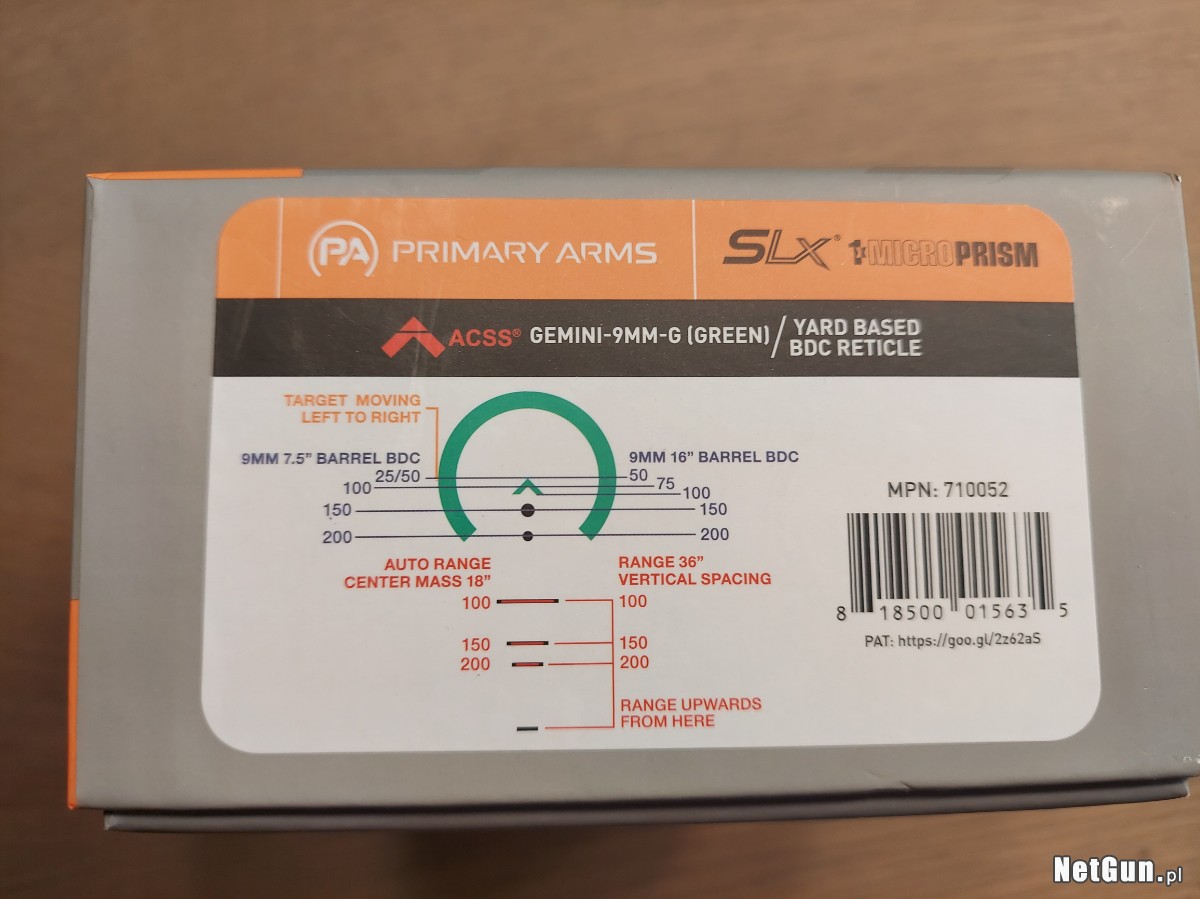 PA PRIMARY ARMS
SLx® 1x MICROPRISM
ACSS® GEMINI-9MM-G (GREEN) / YARD BASED
BDC RETICLE
TARGET MOVING
LEFT TO RIGHT
9MM 7.5" BARREL BDC
25/50
100
150
200
9MM 16" BARREL BDC
50
75
100
150
200
AUTO RANGE
CENTER MASS 18"
100
150
200
RANGE 36"
VERTICAL SPACING
100
150
200
RANGE UPWARDS
FROM HERE
MPN: 710052
8 18500 01563 5
PAT: https://goo.gl/2z62aS
NetGun.pl